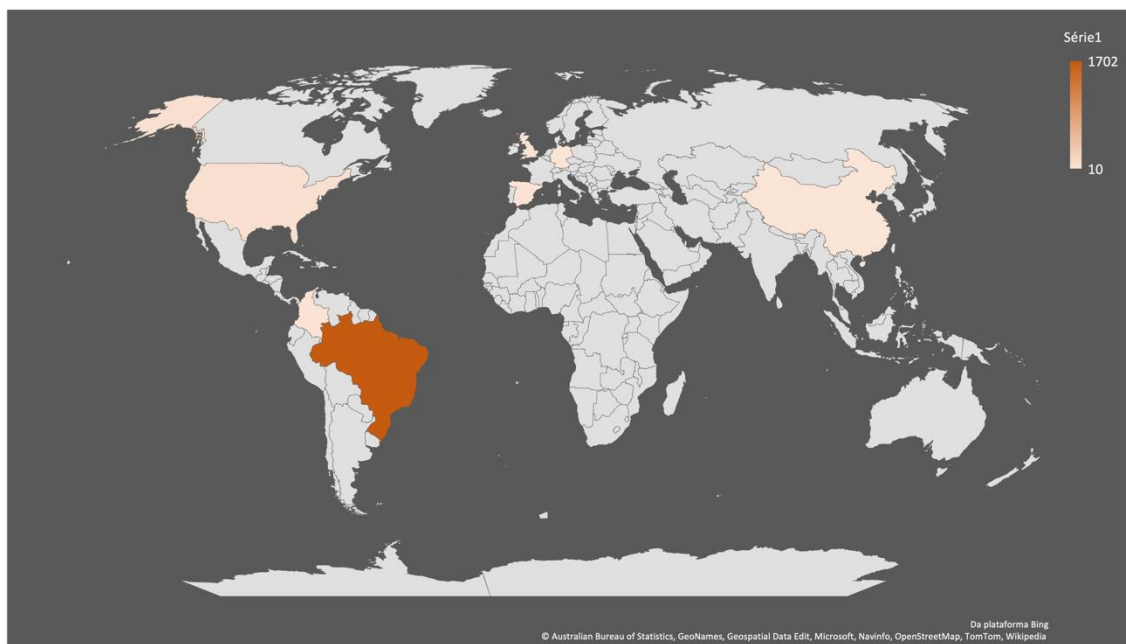 Série1
1702
10
Da plataforma Bing
© Australian Bureau of Statistics, GeoNames, Geospatial Data Edit, Microsoft, Navinfo, OpenStreetMap, TomTom, Wikipedia